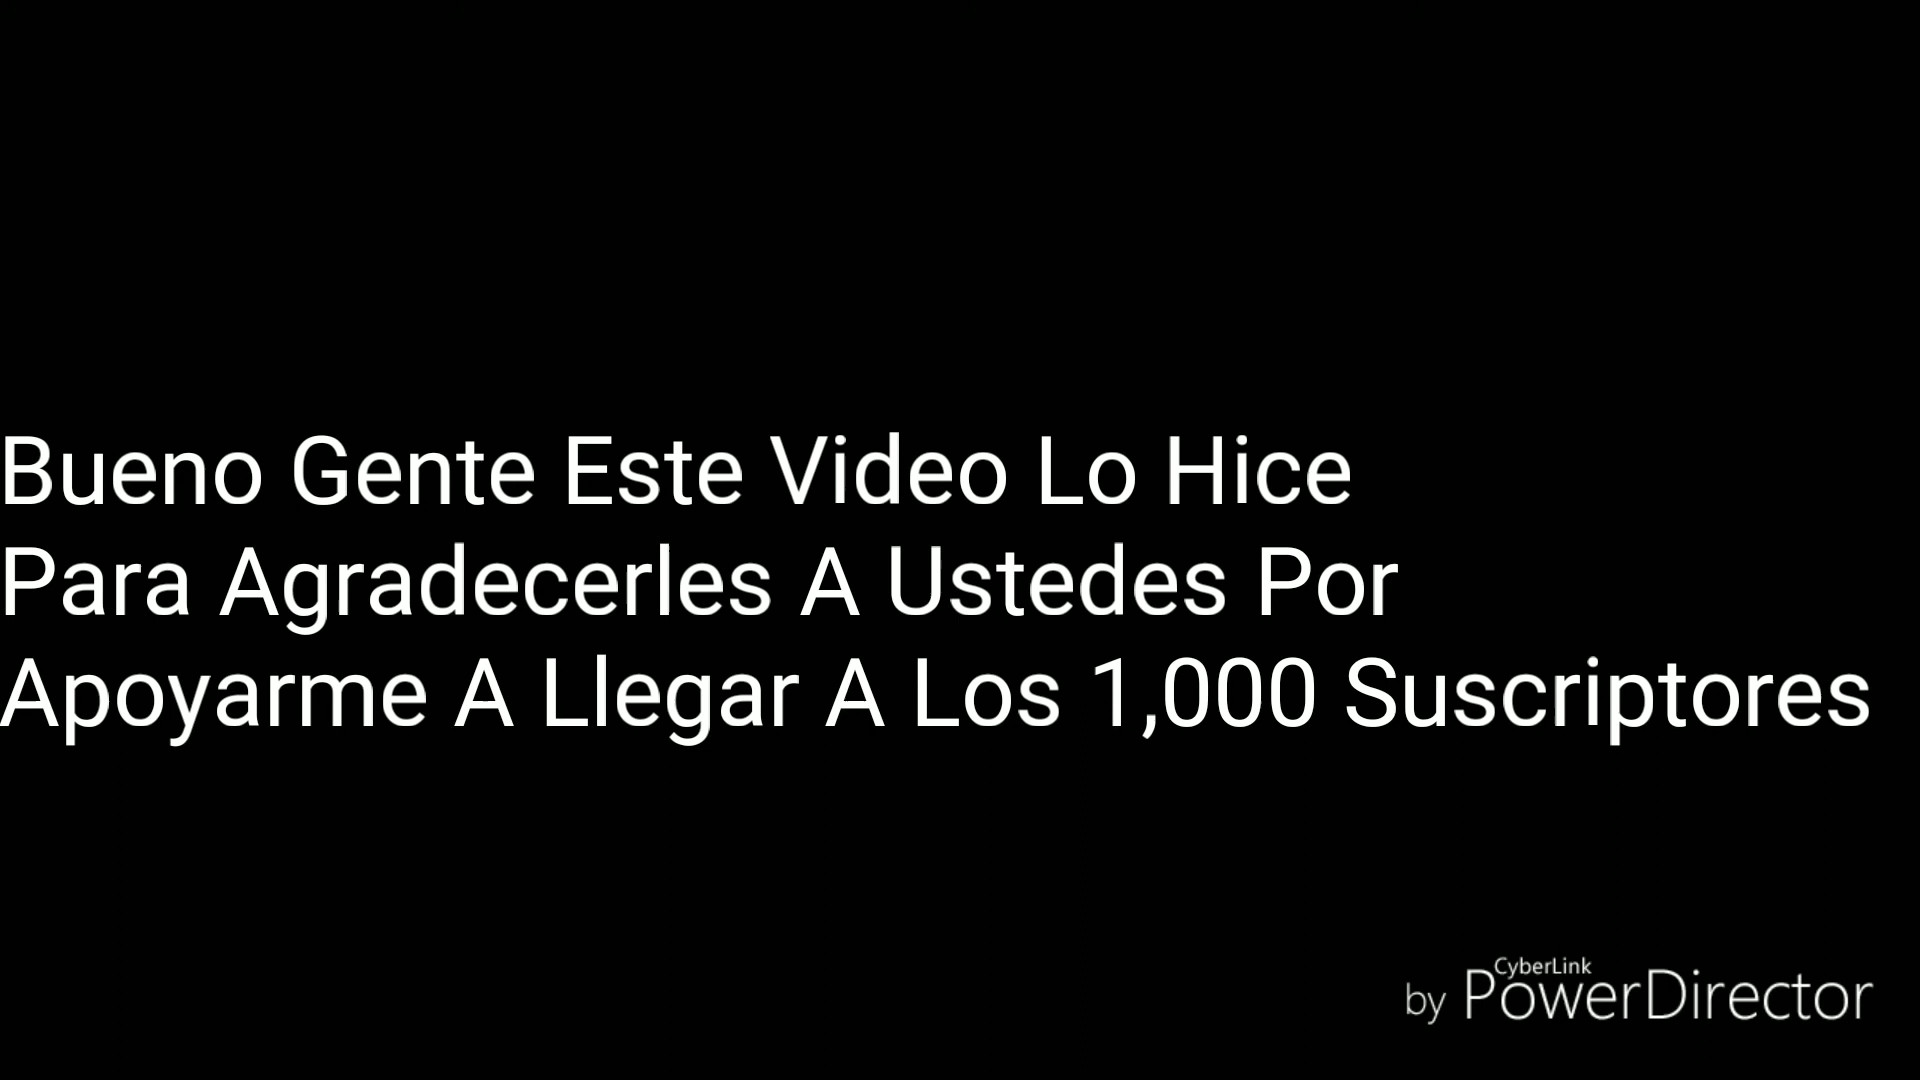 Bueno Gente Este Video Lo Hice
Para Agradecerles A Ustedes Por
Apoyarme A Llegar A Los 1,000 Suscriptores
CyberLink
by PowerDirector